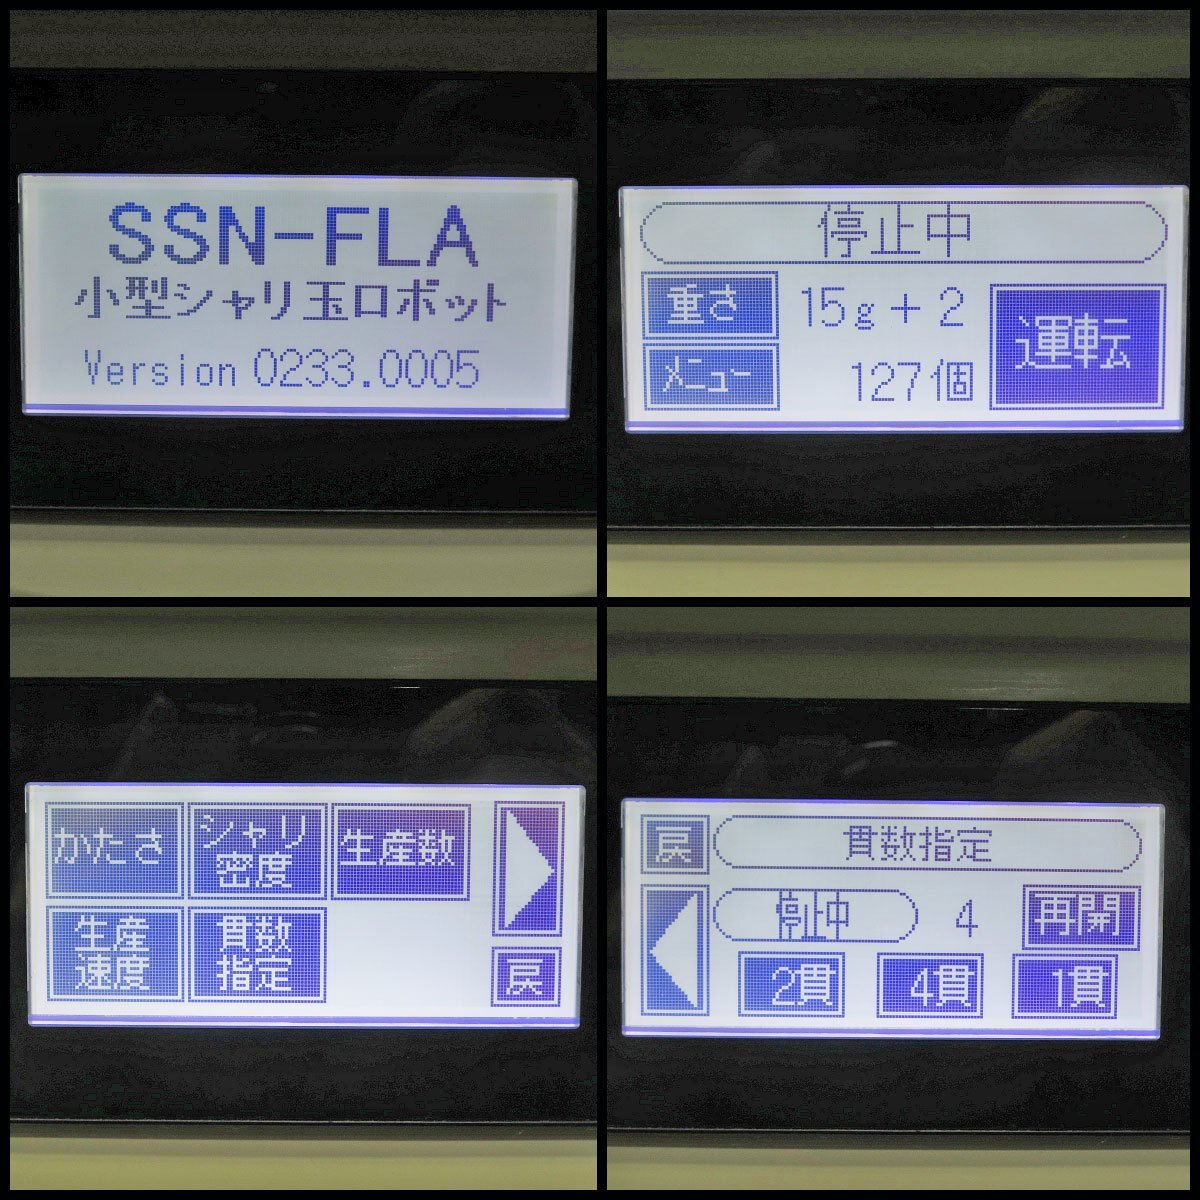 SSN-FLA
小型シャリ玉ロボット
Version 0233.0005
停止中
重さ 15g+2
運転
メニュー 127個
かたさ
シャリ
密度
生産数
生産
速度
貫数
指定
戻
戻
貫数指定
停止中 4 再開
2貫 4貫 1貫